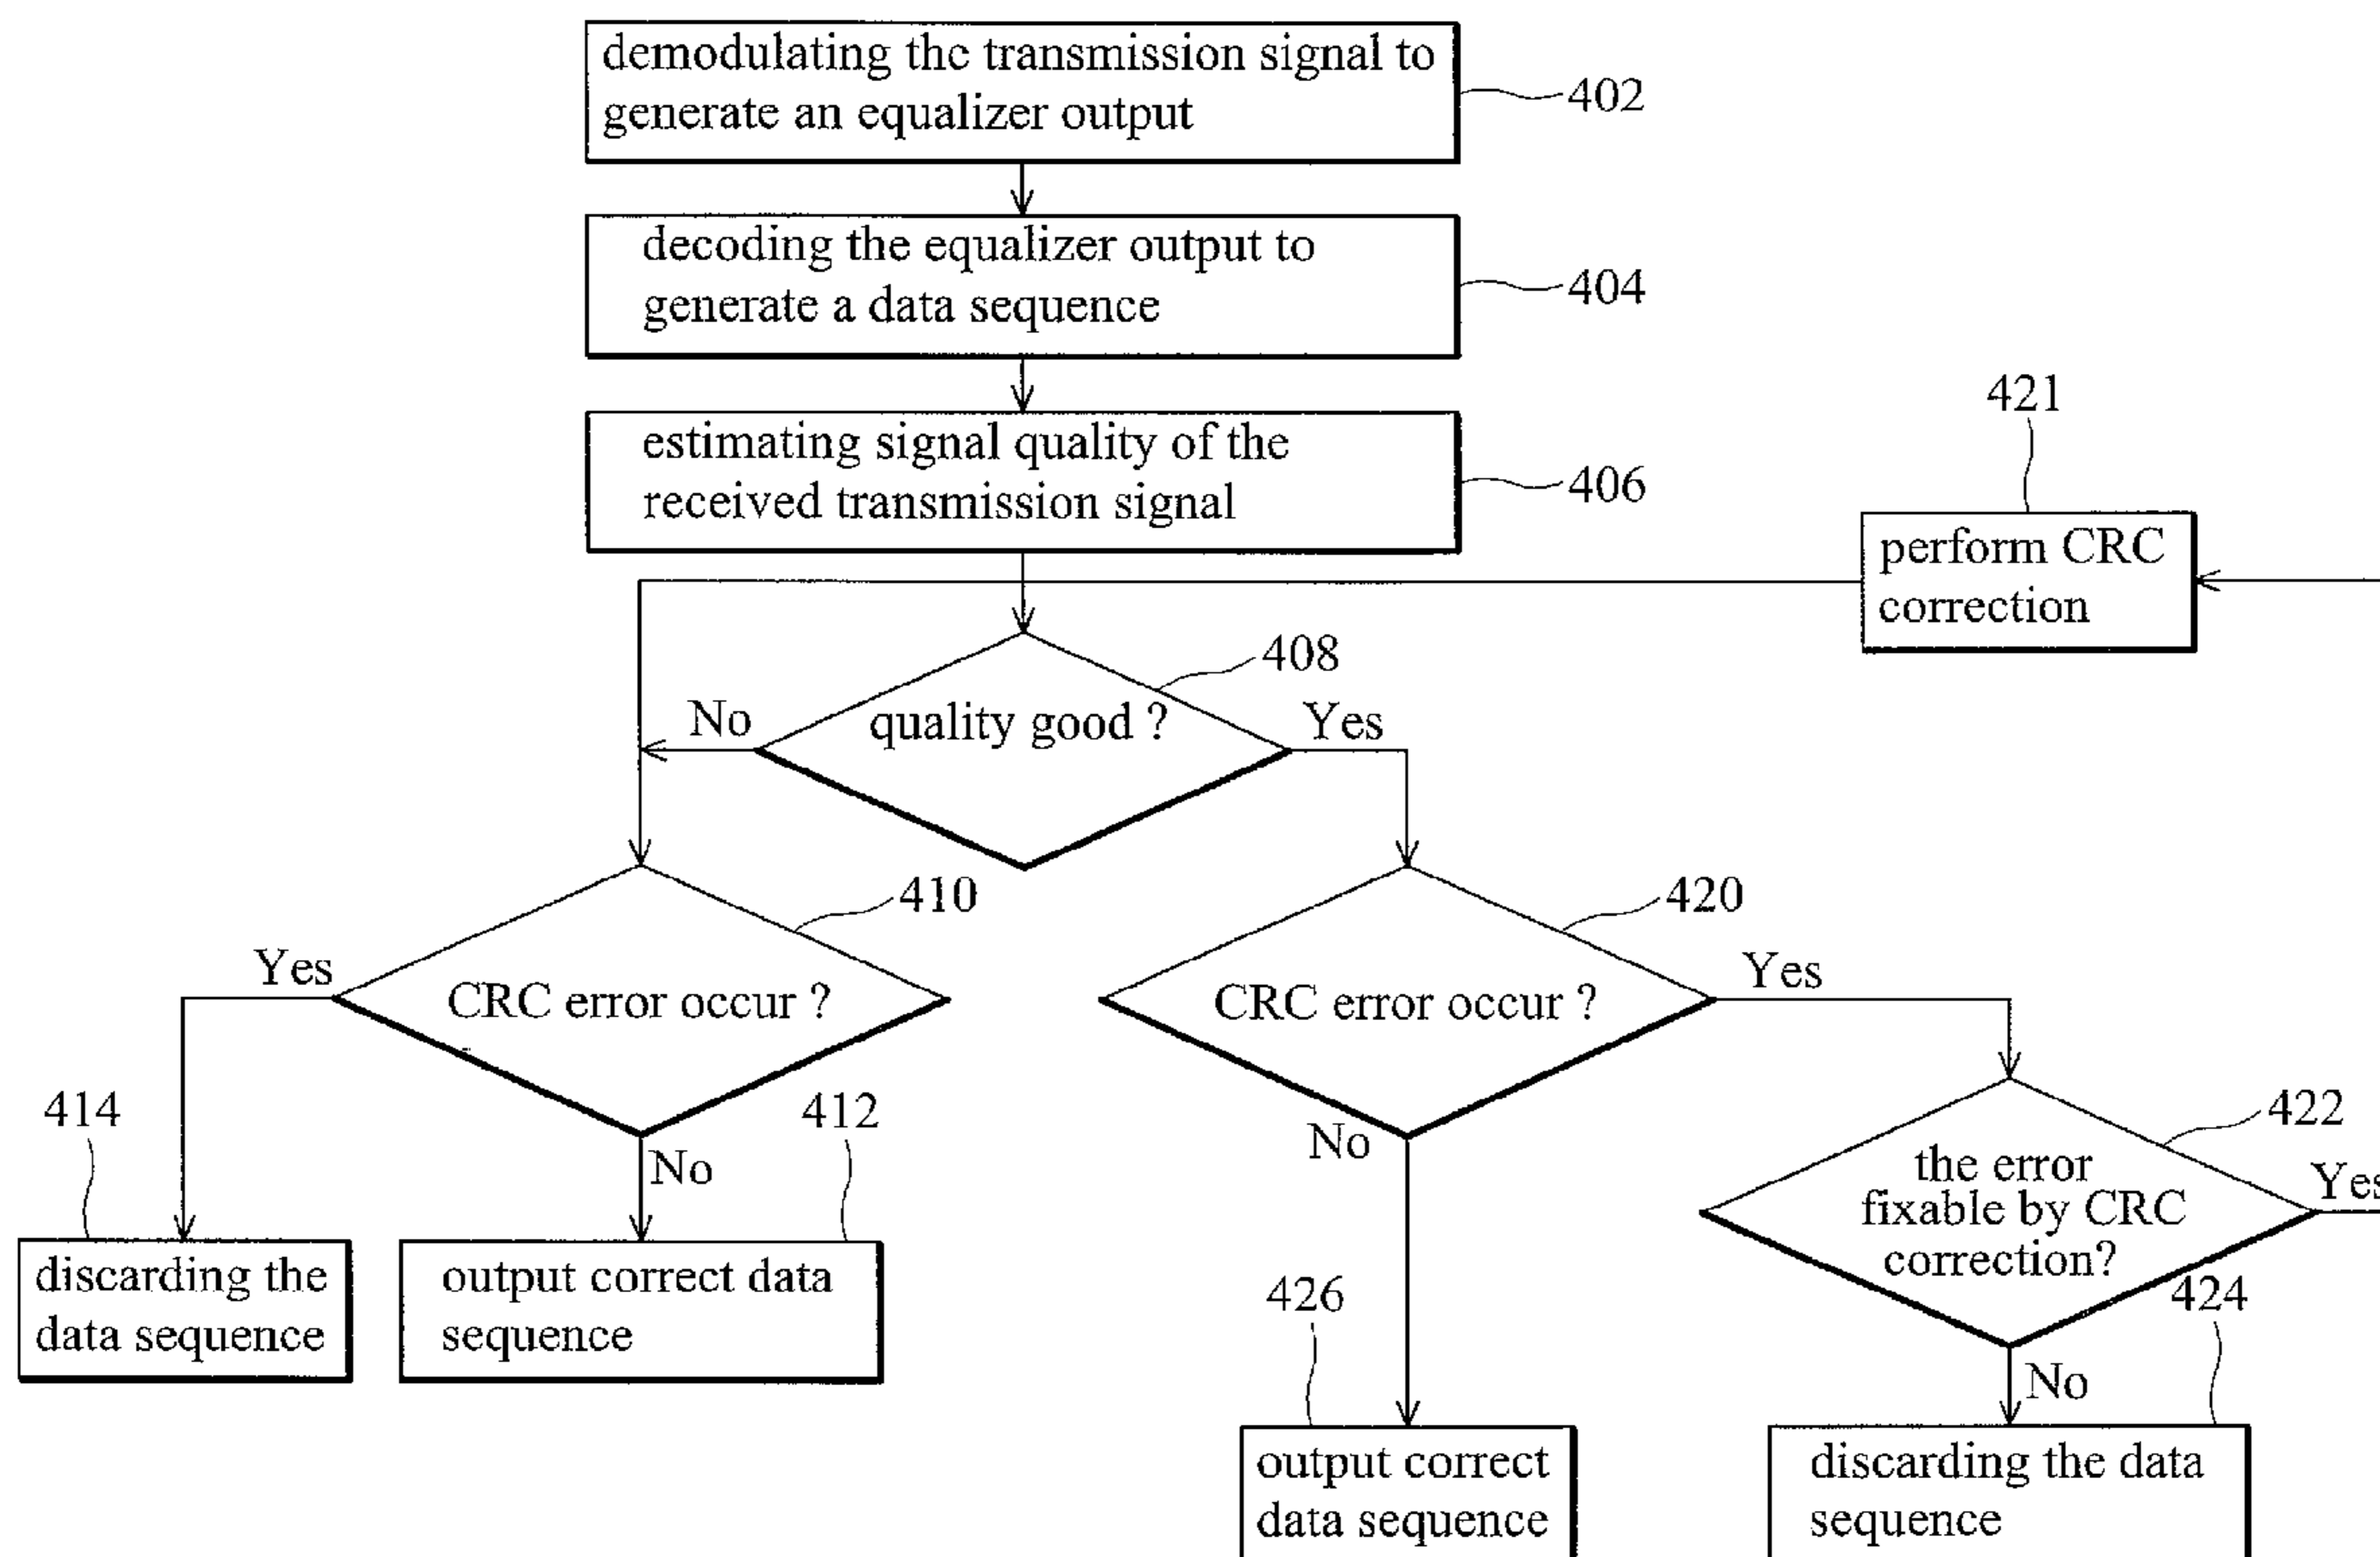 demodulating the transmission signal to
generate an equalizer output
402
decoding the equalizer output to
generate a data sequence
404
estimating signal quality of the
received transmission signal
406
421
perform CRC
correction
408
quality good ?
No
Yes
410
CRC error occur ?
Yes
No
420
CRC error occur ?
Yes
No
414
discarding the
data sequence
412
output correct data
sequence
422
the error
fixable by CRC
correction?
Yes
No
426
output correct
data sequence
424
discarding the data
sequence